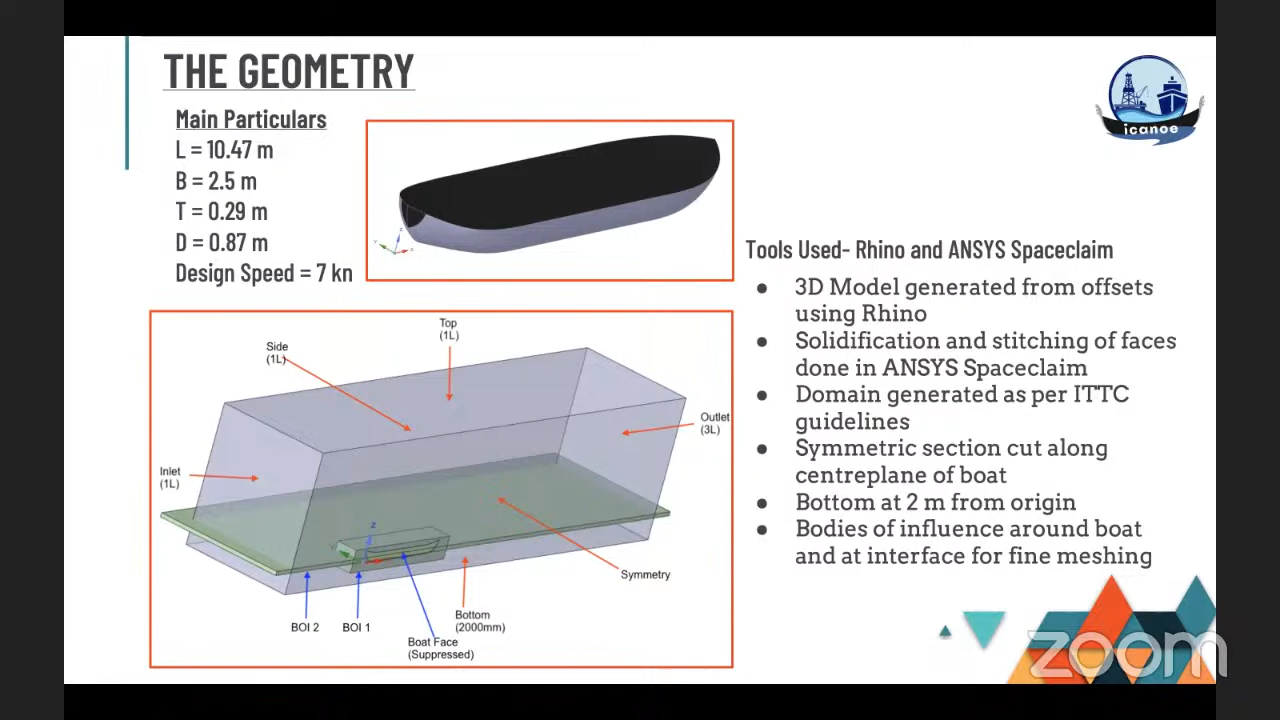 THE GEOMETRY
Main Particulars
L = 10.47 m
B = 2.5 m
T = 0.29 m
D = 0.87 m
Design Speed = 7 kn
icanoe
Tools Used- Rhino and ANSYS Spaceclaim
● 3D Model generated from offsets
using Rhino
● Solidification and stitching of faces
done in ANSYS Spaceclaim
● Domain generated as per ITTC
guidelines
● Symmetric section cut along
centreplane of boat
● Bottom at 2 m from origin
● Bodies of influence around boat
and at interface for fine meshing
Top
(1L)
Side
(1L)
Outlet
(3L)
Inlet
(1L)
Z
Symmetry
BOI 2
BOI 1
Bottom
(2000mm)
Boat Face
(Suppressed)
zoom